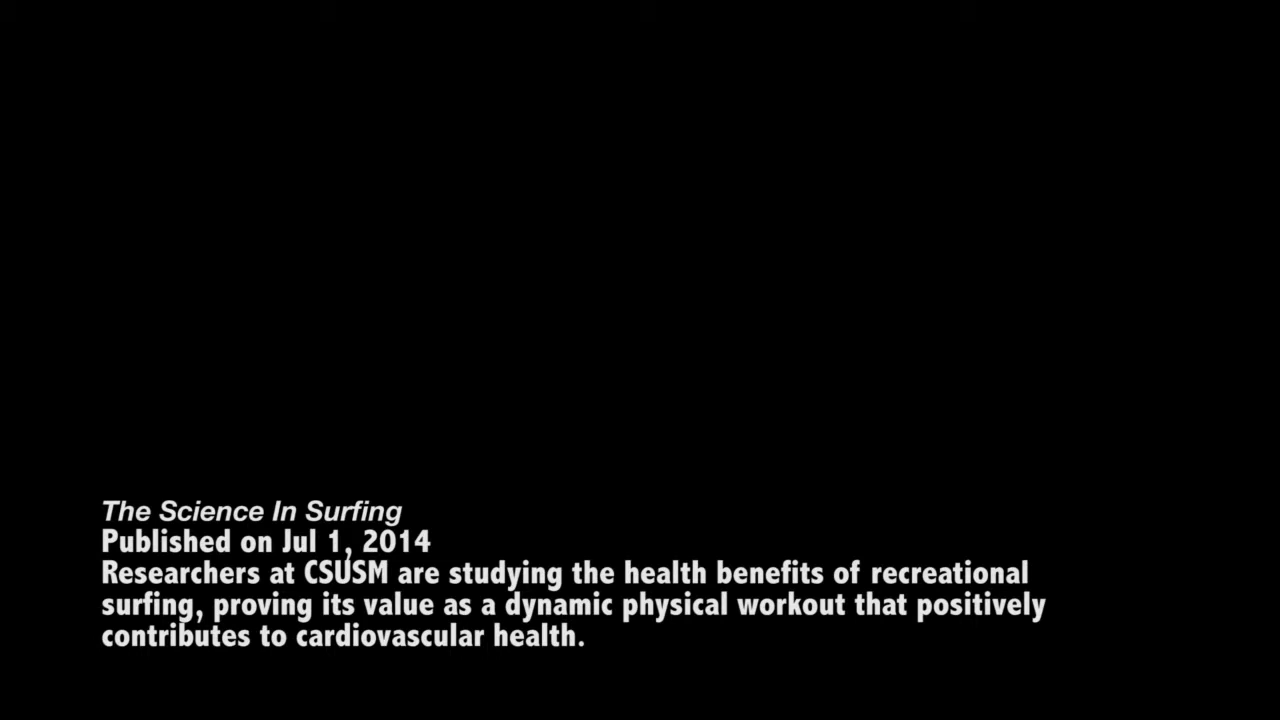 The Science In Surfing
Published on Jul 1, 2014
Researchers at CSUSM are studying the health benefits of recreational
surfing, proving its value as a dynamic physical workout that positively
contributes to cardiovascular health.